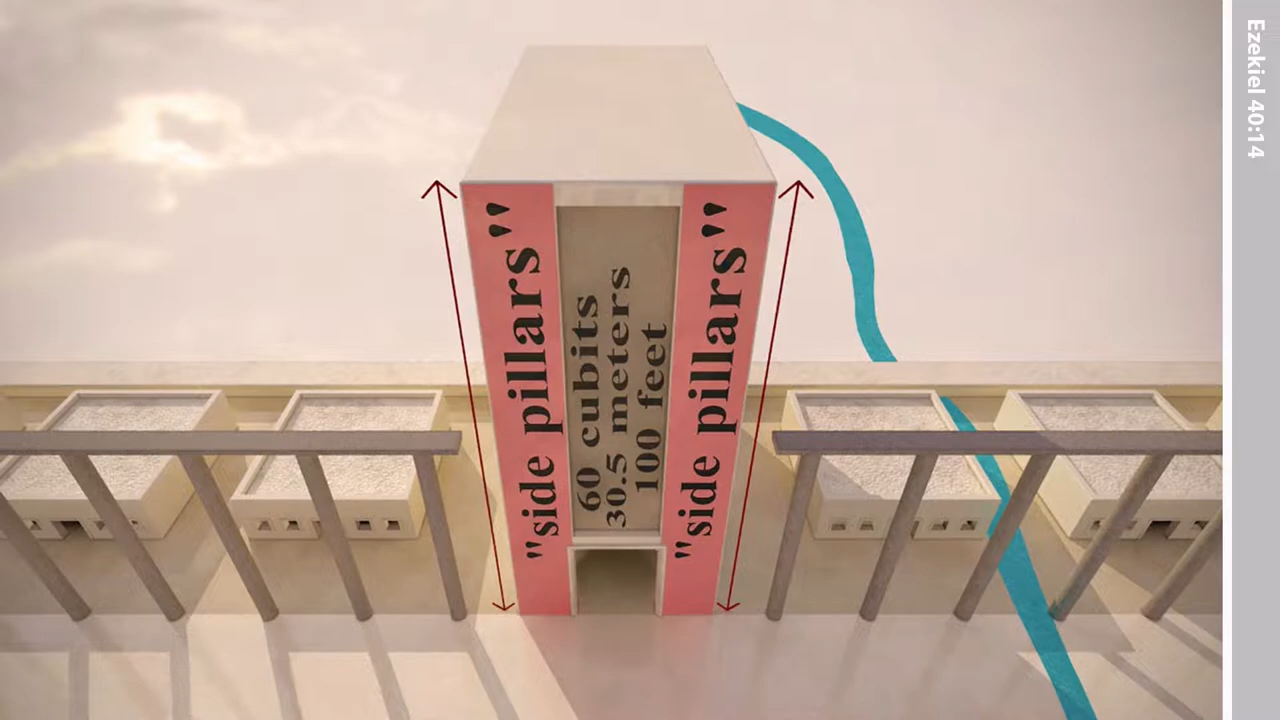 "side pillars"
60 cubits
30.5 meters
100 feet
"side pillars"
Ezekiel 40:14